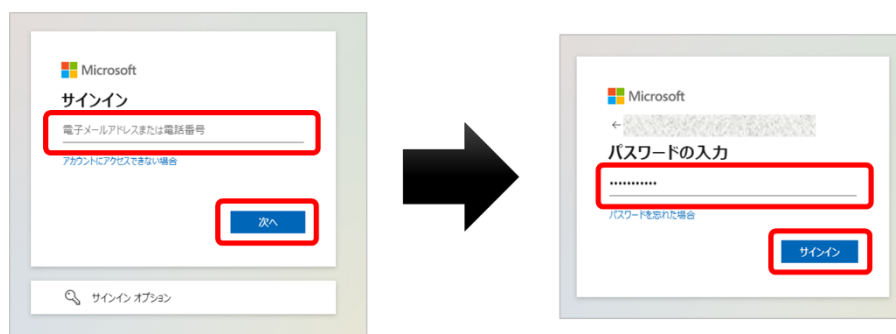 Microsoft
サインイン
電子メールアドレスまたは電話番号
アカウントにアクセスできない場合
次へ
サインイン オプション
Microsoft
←
パスワードの入力
•••••••••••
パスワードを忘れた場合
サインイン